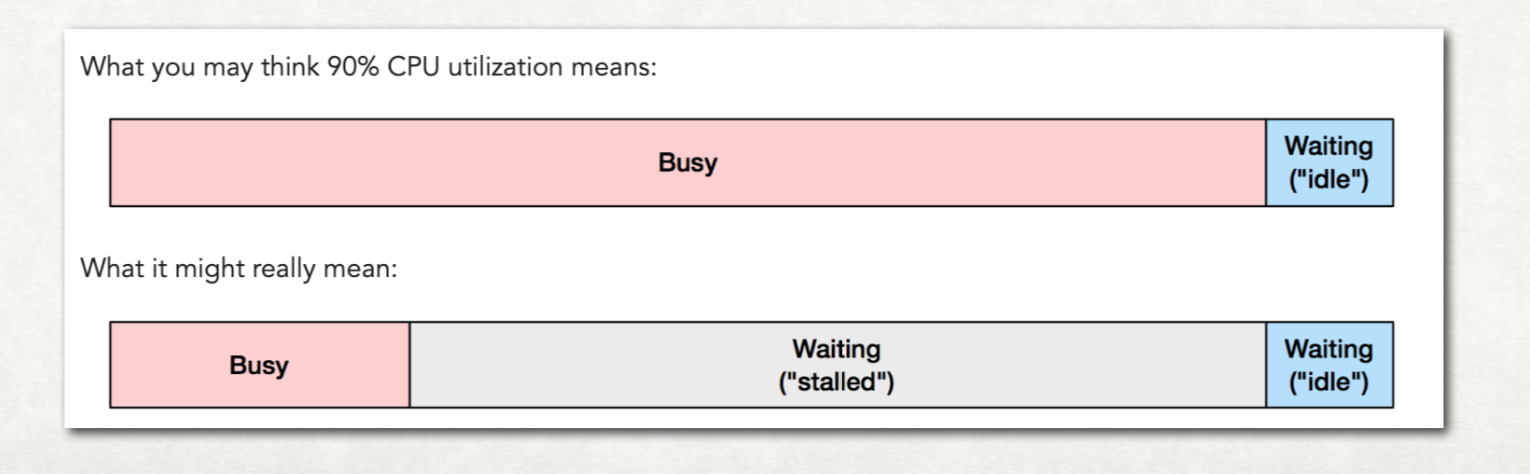 What you may think 90% CPU utilization means:
Busy
Waiting
("idle")
What it might really mean:
Busy
Waiting
("stalled")
Waiting
("idle")